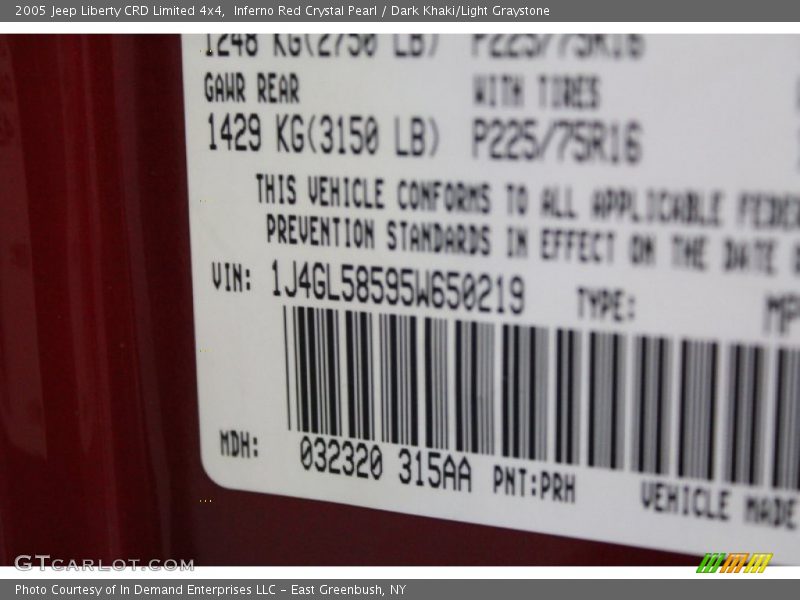 2005 Jeep Liberty CRD Limited 4x4,  Inferno Red Crystal Pearl / Dark Khaki/Light Graystone
1248 KG(2750 LB) P225/75R16
GAWR REAR WITH TIRES
1429 KG(3150 LB) P225/75R16
THIS VEHICLE CONFORMS TO ALL APPLICABLE FEDER
PREVENTION STANDARDS IN EFFECT ON THE DATE
VIN: 1J4GL58595W650219 TYPE: MP
MDH: 032320 315AA PNT:PRH VEHICLE MADE
GTCARLOT.COM
Photo Courtesy of In Demand Enterprises LLC - East Greenbush, NY